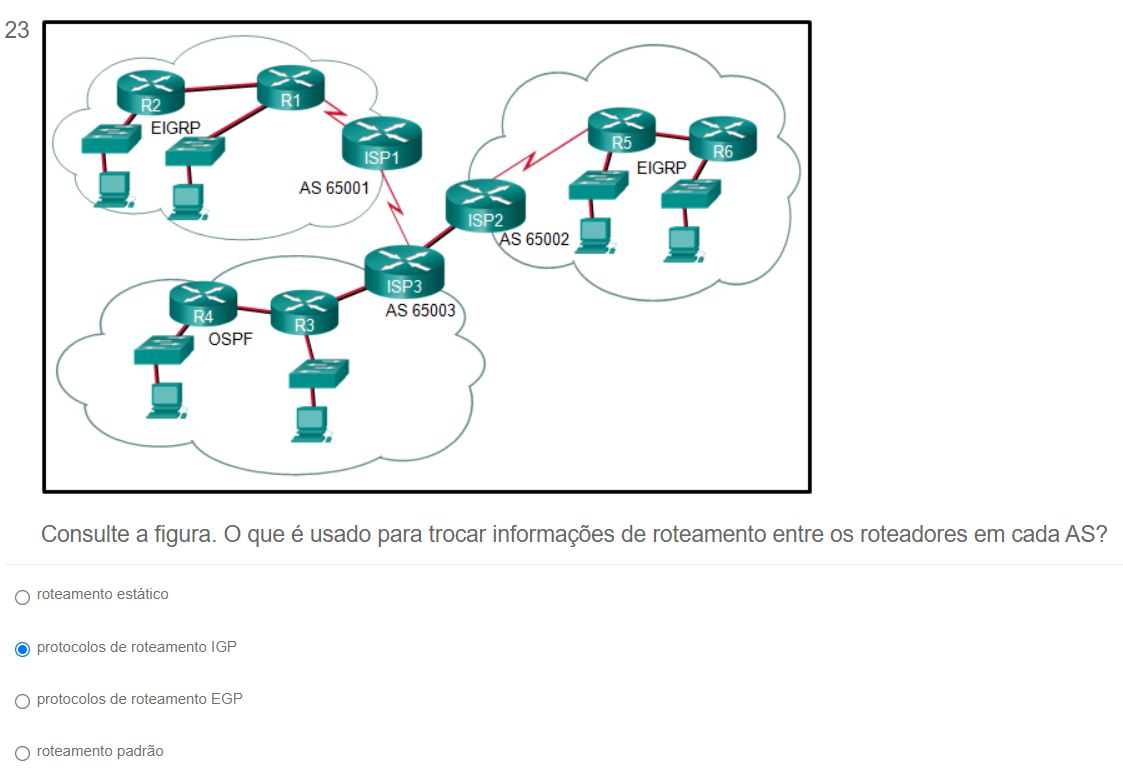 23
R2
R1
EIGRP
ISP1
AS 65001
R5
R6
EIGRP
ISP2
AS 65002
ISP3
AS 65003
R4
R3
OSPF
Consulte a figura. O que é usado para trocar informações de roteamento entre os roteadores em cada AS?
roteamento estático
protocolos de roteamento IGP
protocolos de roteamento EGP
roteamento padrão